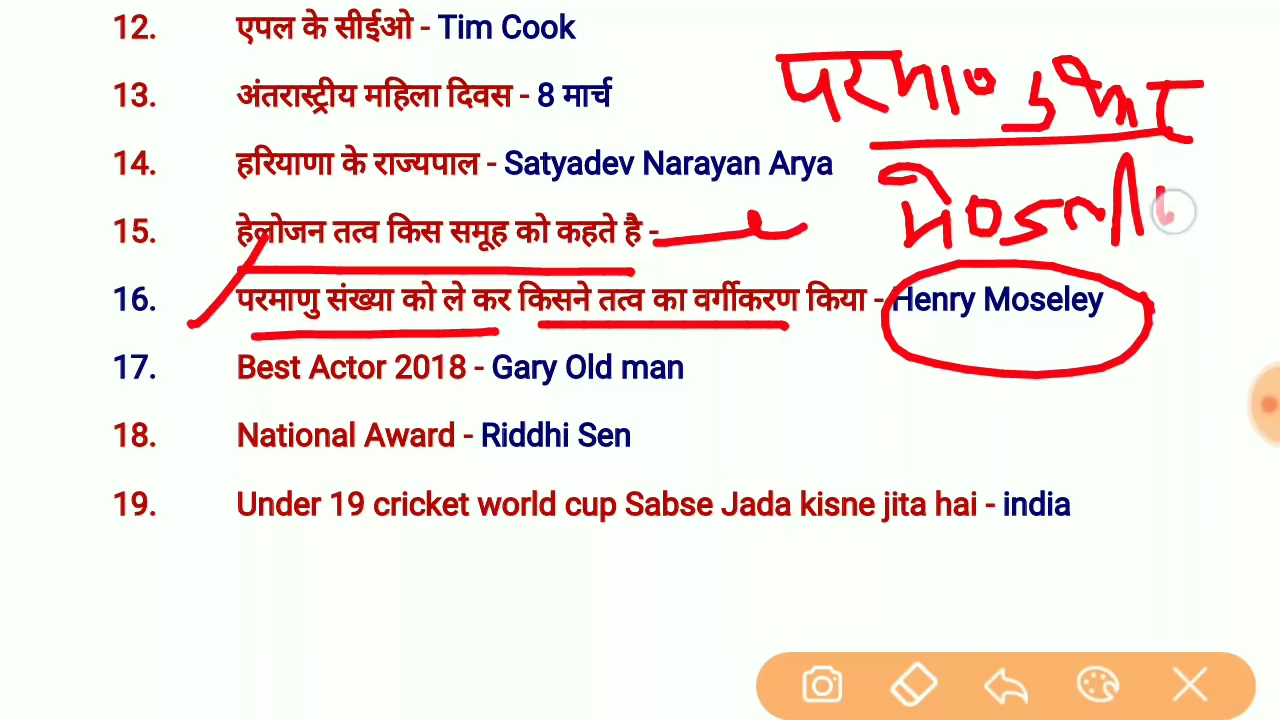 12. एपल के सीईओ - Tim Cook
13. अंतरास्ट्रीय महिला दिवस - 8 मार्च
14. हरियाणा के राज्यपाल - Satyadev Narayan Arya
15. हेलोजन तत्व किस समूह को कहते है -
16. परमाणु संख्या को ले कर किसने तत्व का वर्गीकरण किया - Henry Moseley
17. Best Actor 2018 - Gary Old man
18. National Award - Riddhi Sen
19. Under 19 cricket world cup Sabse Jada kisne jita hai - india